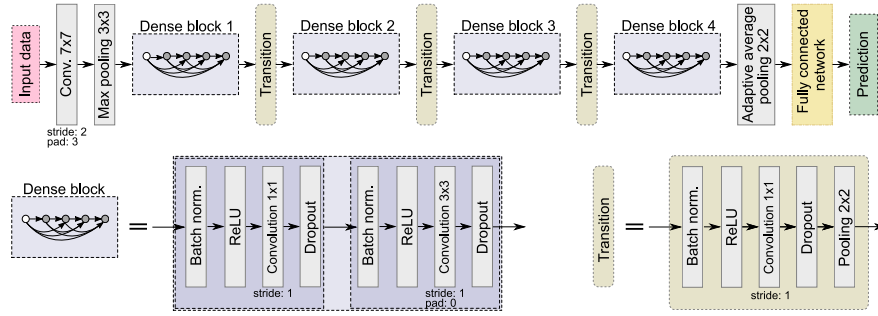 Input data
Conv. 7x7
stride: 2
pad: 3
Max pooling 3x3
Dense block 1
Transition
Dense block 2
Transition
Dense block 3
Transition
Dense block 4
Adaptive average
pooling 2x2
Fully connected
network
Prediction
Dense block
=
Batch norm.
ReLU
Convolution 1x1
Dropout
stride: 1
Batch norm.
ReLU
Convolution 3x3
Dropout
stride: 1
pad: 0
Transition
=
Batch norm.
ReLU
Convolution 1x1
Dropout
Pooling 2x2
stride: 1